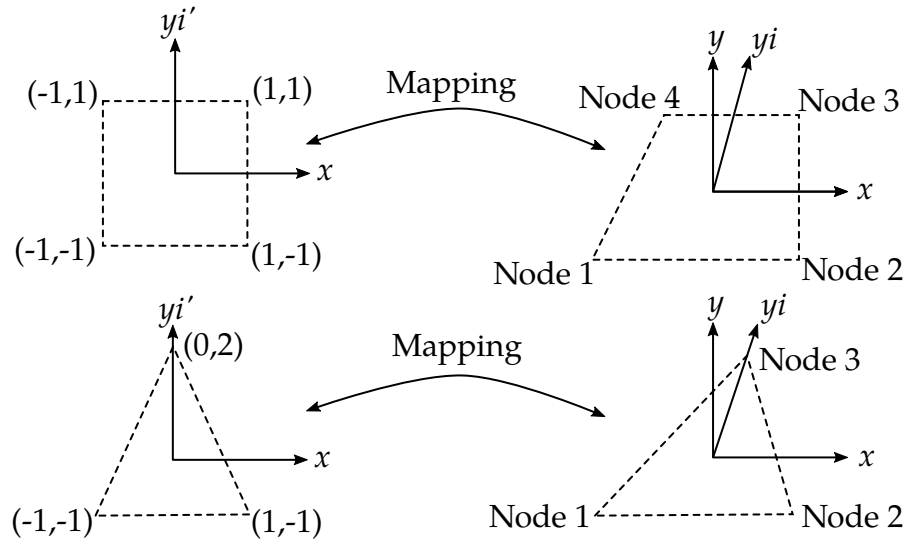 yi′
y
yi
(-1,1)
(1,1)
Mapping
Node 4
Node 3
x
x
(-1,-1)
(1,-1)
Node 1
Node 2
yi′
(0,2)
Mapping
y
yi
Node 3
x
x
(-1,-1)
(1,-1)
Node 1
Node 2